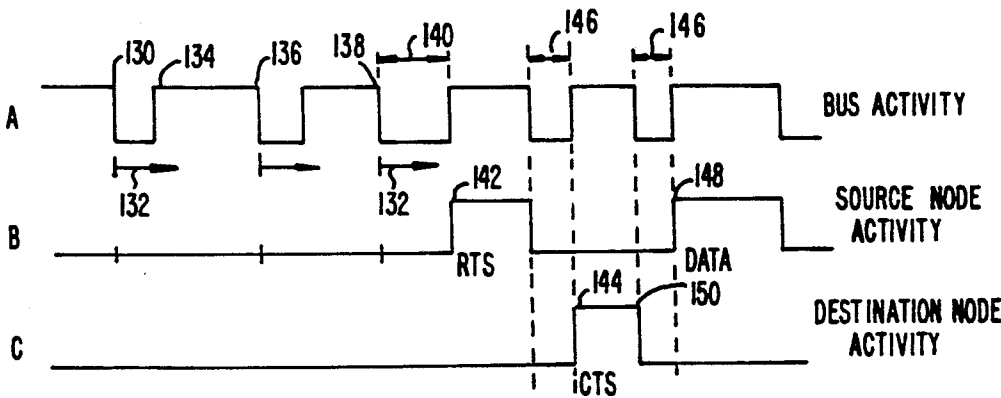 130 134 136 138 140 146 146
A BUS ACTIVITY
132 132 142 148 SOURCE NODE
ACTIVITY
B RTS DATA
144 150 DESTINATION NODE
ACTIVITY
C CTS